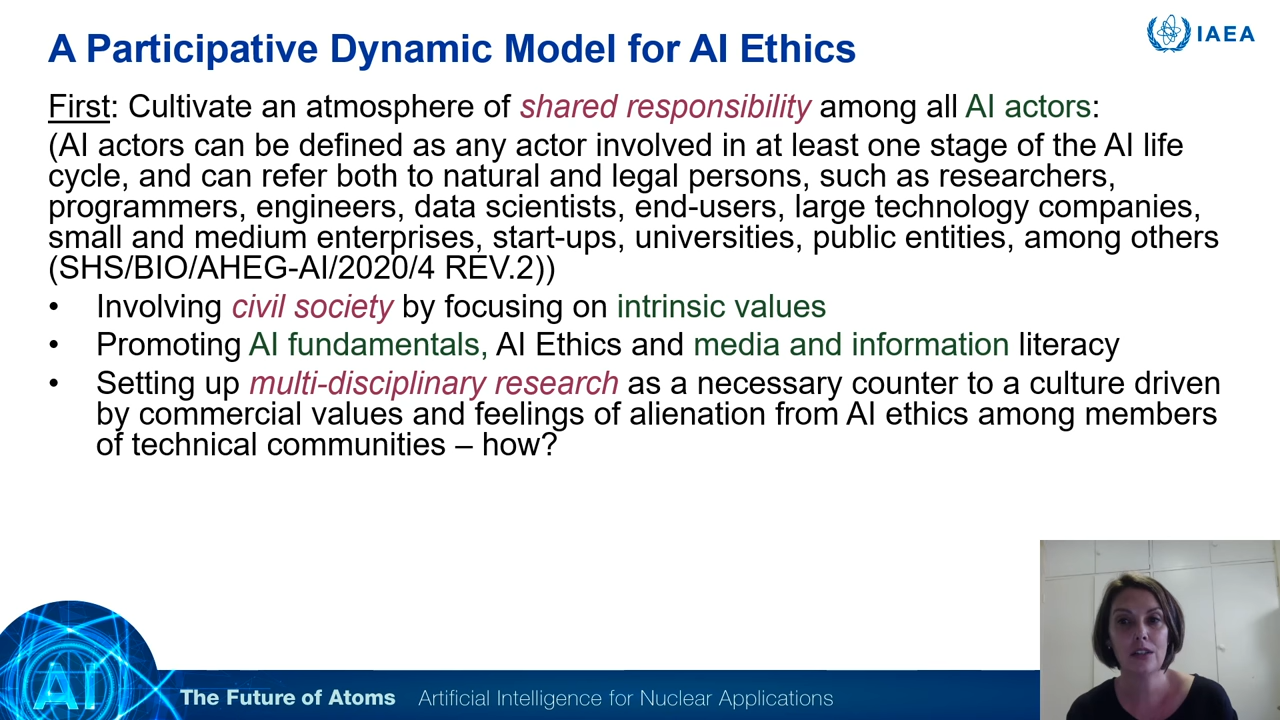 A Participative Dynamic Model for AI Ethics
IAEA
First: Cultivate an atmosphere of shared responsibility among all AI actors:
(AI actors can be defined as any actor involved in at least one stage of the AI life
cycle, and can refer both to natural and legal persons, such as researchers,
programmers, engineers, data scientists, end-users, large technology companies,
small and medium enterprises, start-ups, universities, public entities, among others
(SHS/BIO/AHEG-AI/2020/4 REV.2))
• Involving civil society by focusing on intrinsic values
• Promoting AI fundamentals, AI Ethics and media and information literacy
• Setting up multi-disciplinary research as a necessary counter to a culture driven
by commercial values and feelings of alienation from AI ethics among members
of technical communities – how?
AI
The Future of Atoms Artificial Intelligence for Nuclear Applications